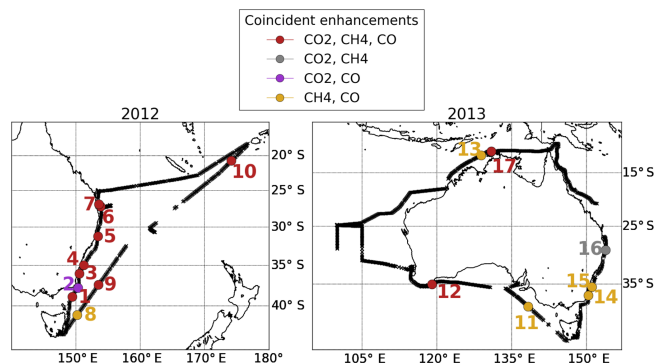 Coincident enhancements
CO2, CH4, CO
CO2, CH4
CO2, CO
CH4, CO
2012
2013
20° S
25° S
30° S
35° S
40° S
150° E
160° E
170° E
180°
10
7
6
5
4
3
2
1
9
8
15° S
25° S
35° S
105° E
120° E
135° E
150° E
13
17
16
15
14
12
11